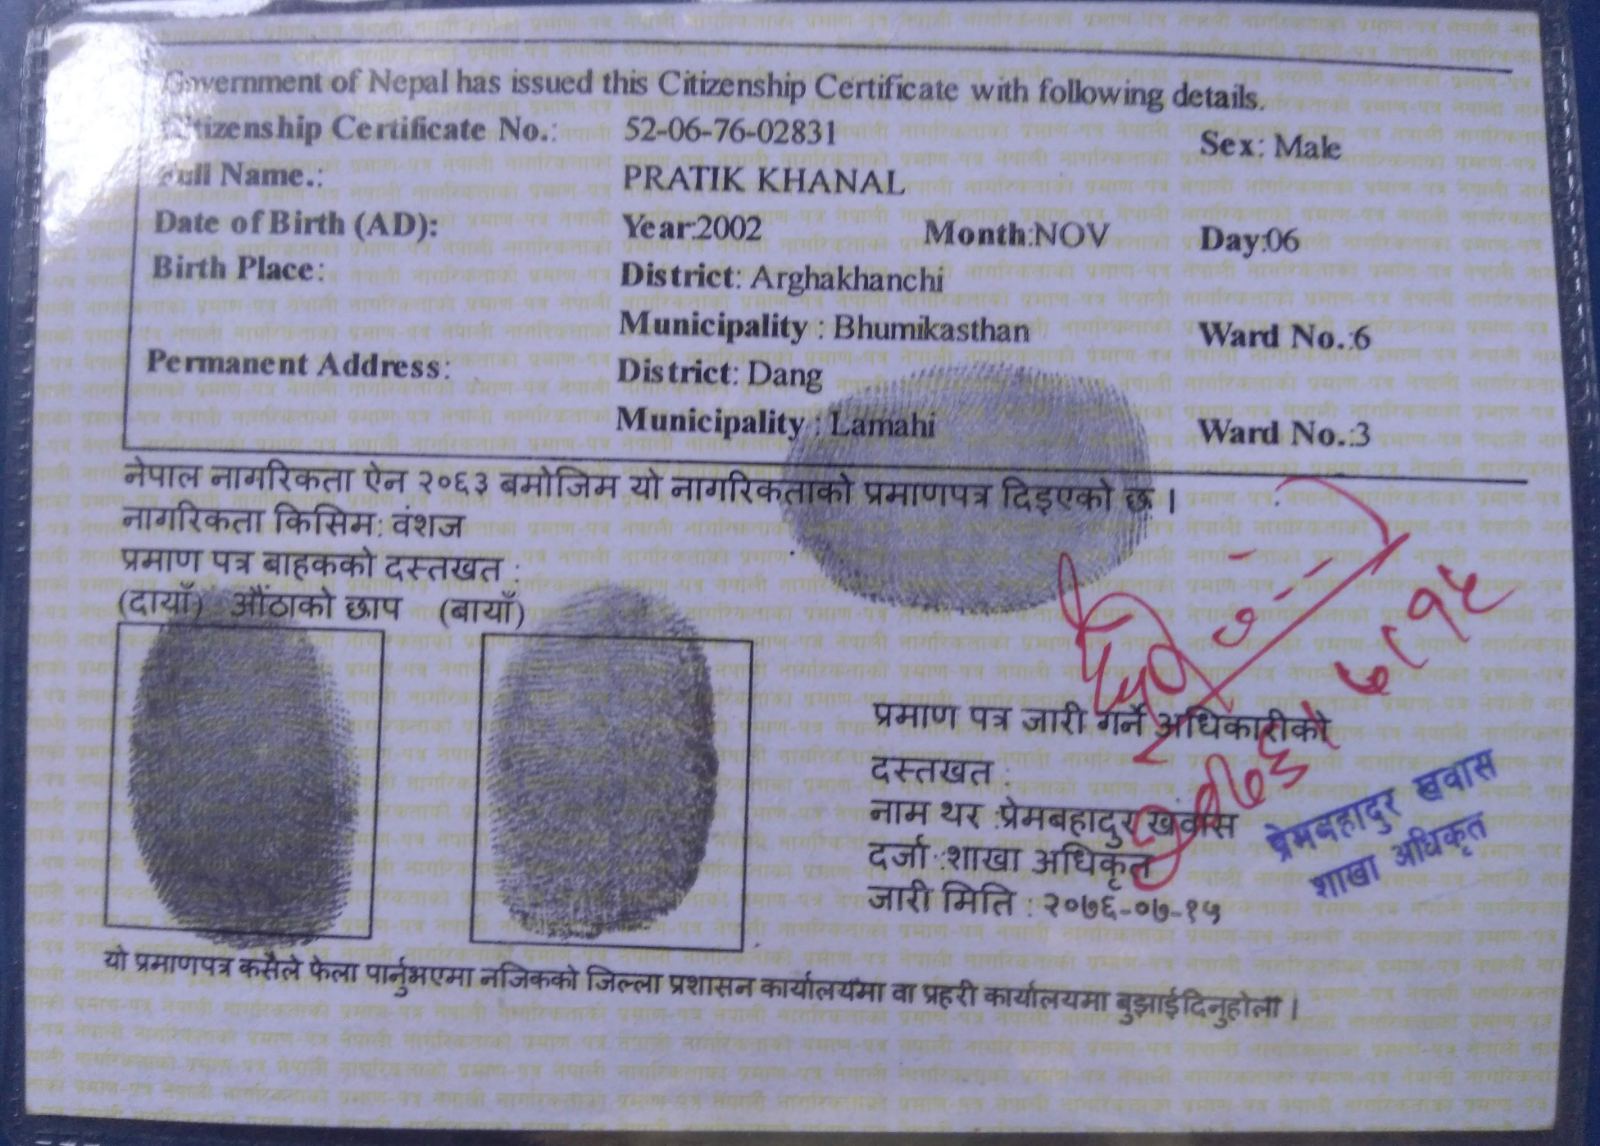 Government of Nepal has issued this Citizenship Certificate with following details.
Citizenship Certificate No.: 52-06-76-02831 Sex: Male
Full Name.: PRATIK KHANAL
Date of Birth (AD): Year:2002 Month:NOV Day:06
Birth Place: District: Arghakhanchi
Municipality : Bhumikasthan Ward No.:6
Permanent Address: District: Dang
Municipality : Lamahi Ward No.:3
नेपाल नागरिकता ऐन २०६३ बमोजिम यो नागरिकताको प्रमाणपत्र दिइएको छ ।
नागरिकता किसिम: वंशज
प्रमाण पत्र बाहकको दस्तखत :
(दायाँ) औंठाको छाप (बायाँ)
प्रमाण पत्र जारी गर्ने अधिकारीको
दस्तखत :
नाम थर :प्रेमबहादुर खवास
दर्जा :शाखा अधिकृत
जारी मिति : २०७६-०७-१५
प्रेमबहादुर खवास
शाखा अधिकृत
यो प्रमाणपत्र कसैले फेला पार्नुभएमा नजिकको जिल्ला प्रशासन कार्यालयमा वा प्रहरी कार्यालयमा बुझाईदिनुहोला ।